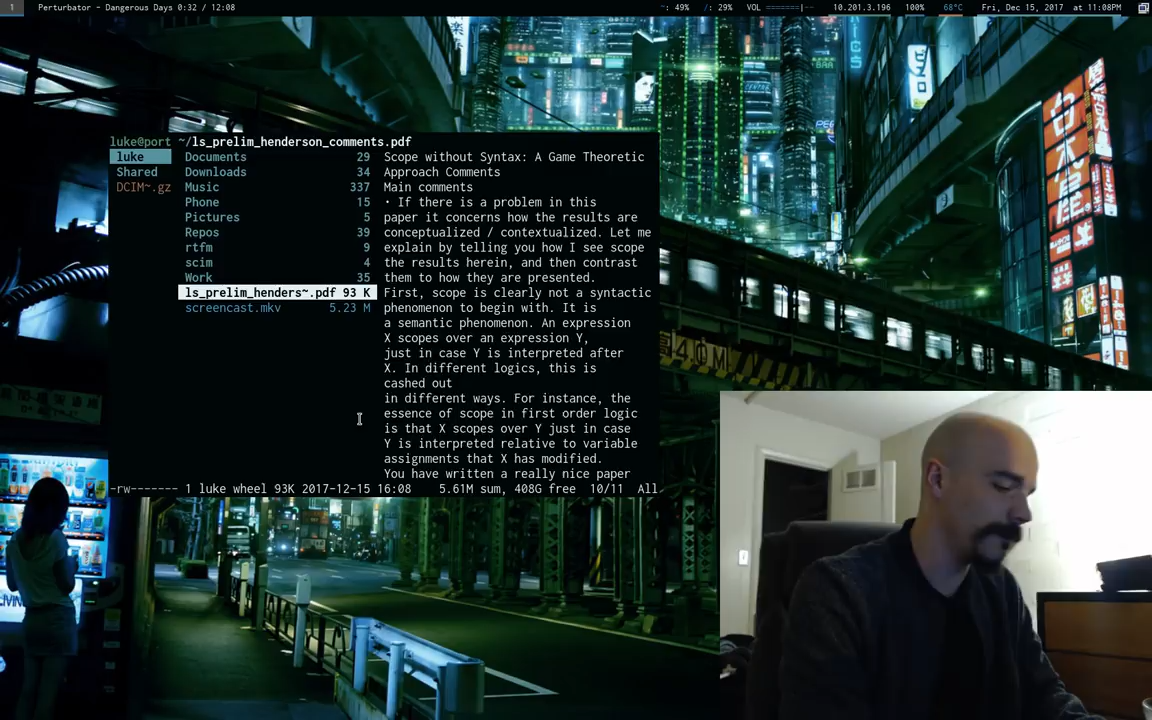 1 Perturbator - Dangerous Days 0:32 / 12:08 ~: 49% /: 29% VOL ═══════|── 10.201.3.196 100% 68°C Fri, Dec 15, 2017 at 11:08PM
luke@port ~/ls_prelim_henderson_comments.pdf
luke
Shared
DCIM~.gz
Documents 29
Downloads 34
Music 337
Phone 15
Pictures 5
Repos 39
rtfm 9
scim 4
Work 35
ls_prelim_henders~.pdf 93 K
screencast.mkv 5.23 M
Scope without Syntax: A Game Theoretic
Approach Comments
Main comments
· If there is a problem in this
paper it concerns how the results are
conceptualized / contextualized. Let me
explain by telling you how I see scope
the results herein, and then contrast
them to how they are presented.
First, scope is clearly not a syntactic
phenomenon to begin with. It is
a semantic phenomenon. An expression
X scopes over an expression Y,
just in case Y is interpreted after
X. In different logics, this is
cashed out
in different ways. For instance, the
essence of scope in first order logic
is that X scopes over Y just in case
Y is interpreted relative to variable
assignments that X has modified.
You have written a really nice paper
-rw------- 1 luke wheel 93K 2017-12-15 16:08 5.61M sum, 408G free 10/11 All